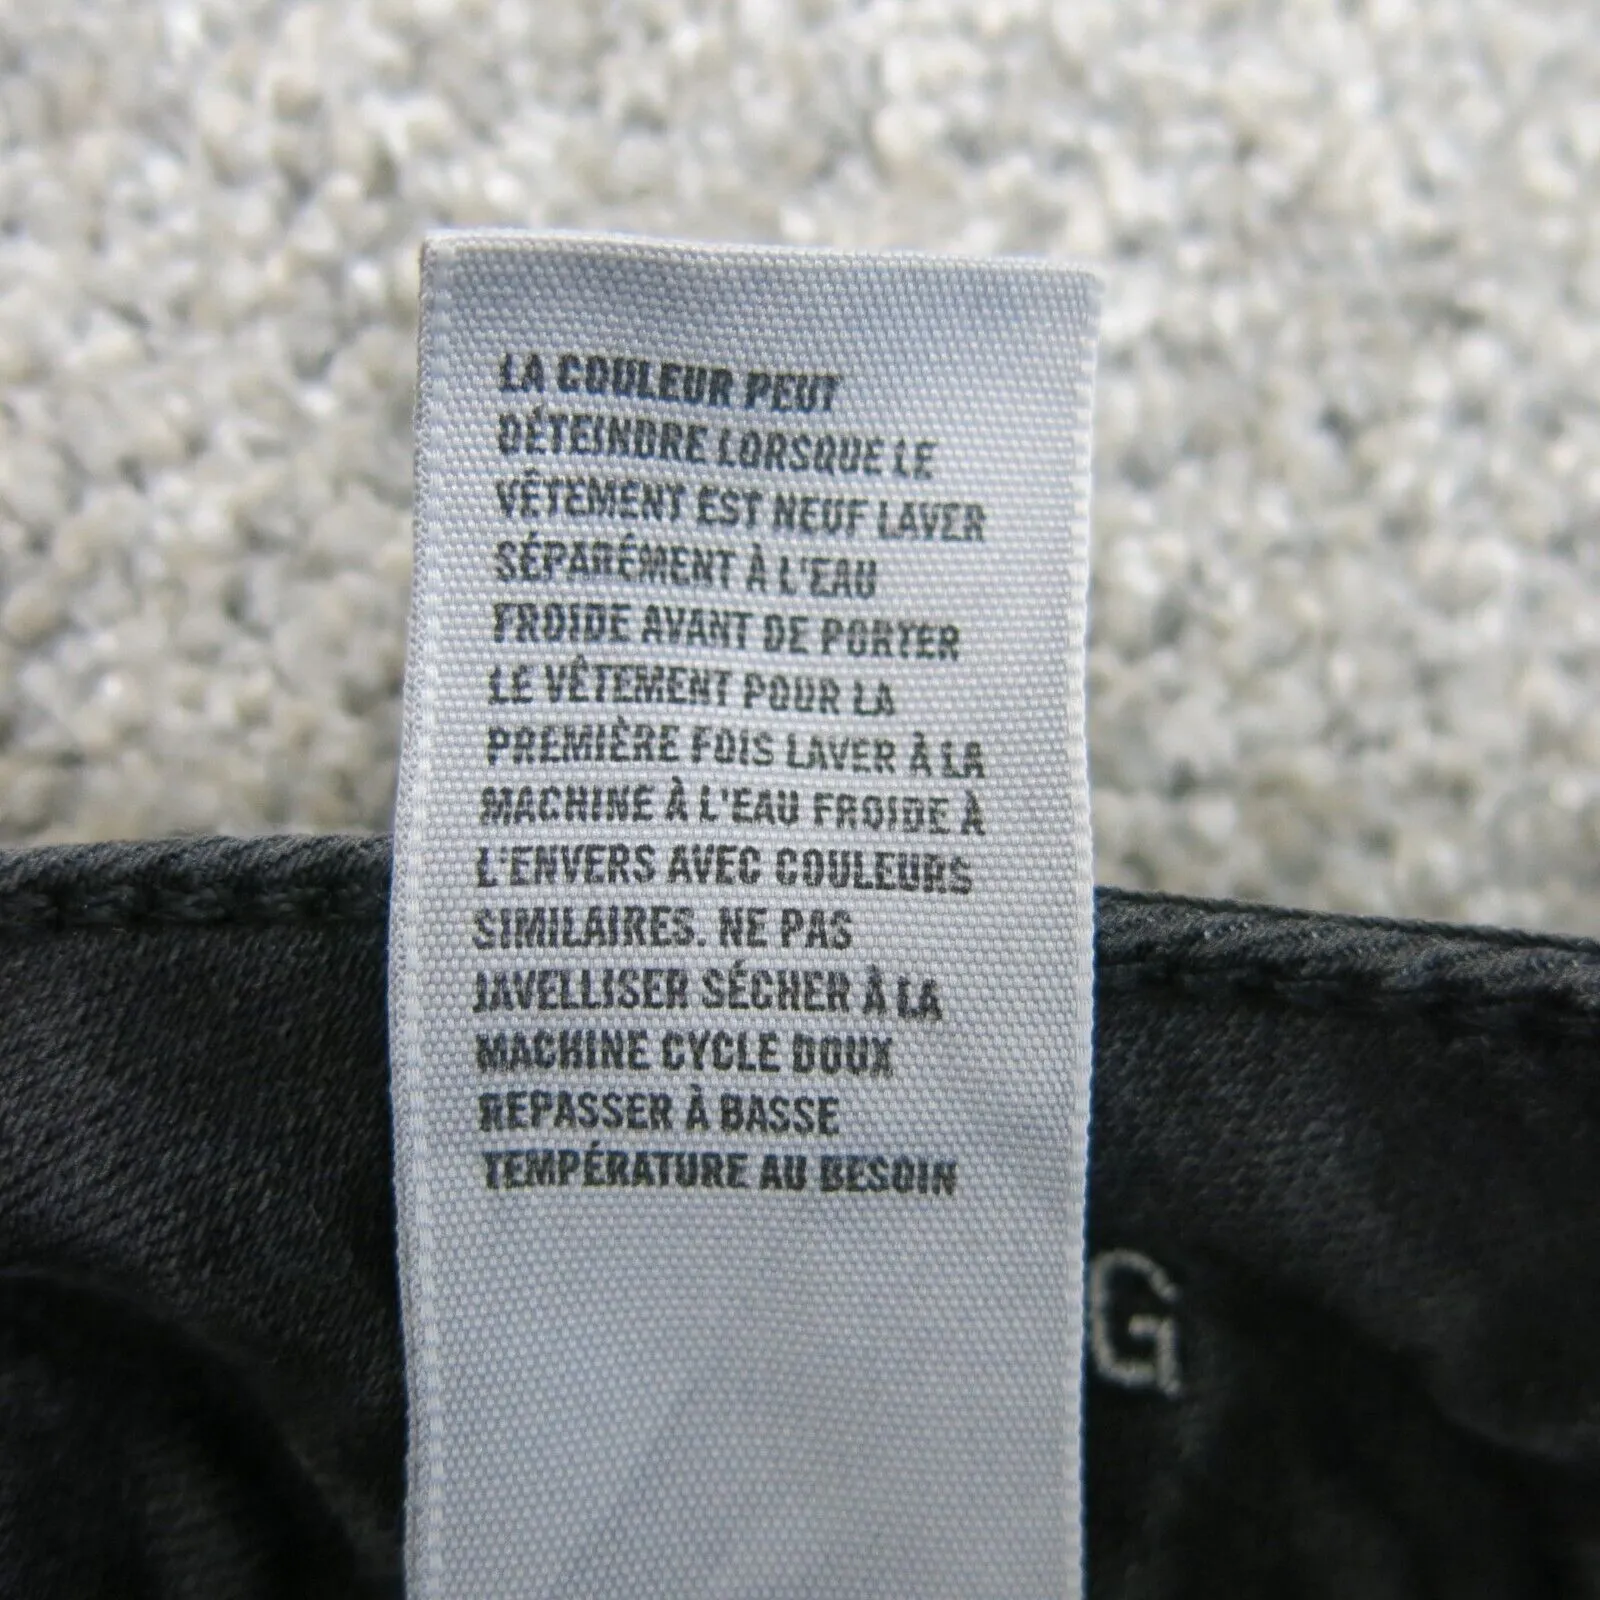 LA COULEUR PEUT
DÉTEINDRE LORSQUE LE
VÊTEMENT EST NEUF LAVER
SÉPARÉMENT À L'EAU
FROIDE AVANT DE PORTER
LE VÊTEMENT POUR LA
PREMIÈRE FOIS LAVER À LA
MACHINE À L'EAU FROIDE À
L'ENVERS AVEC COULEURS
SIMILAIRES. NE PAS
JAVELLISER SÉCHER À LA
MACHINE CYCLE DOUX
REPASSER À BASSE
TEMPÉRATURE AU BESOIN
G